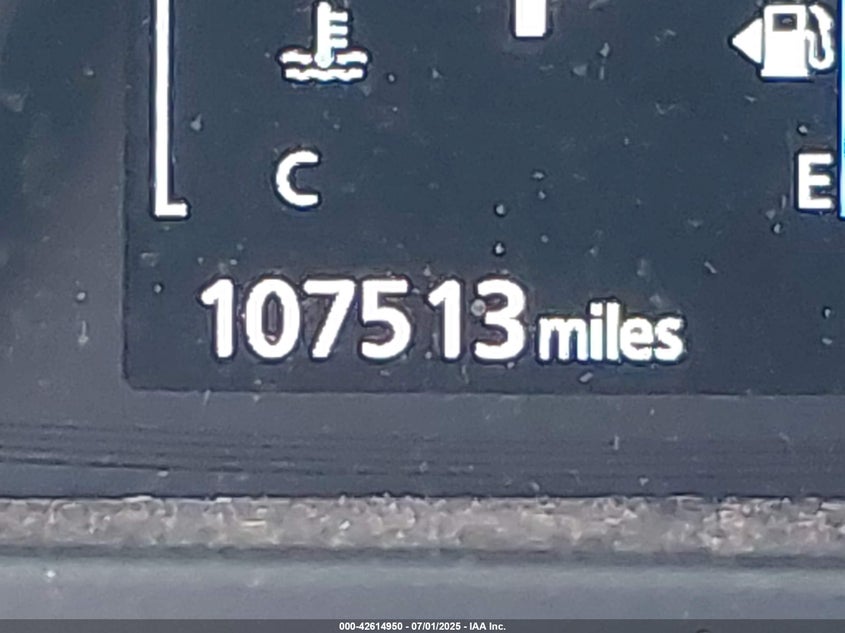 C
E
107513 miles
000-42614950 - 07/01/2025 - IAA Inc.